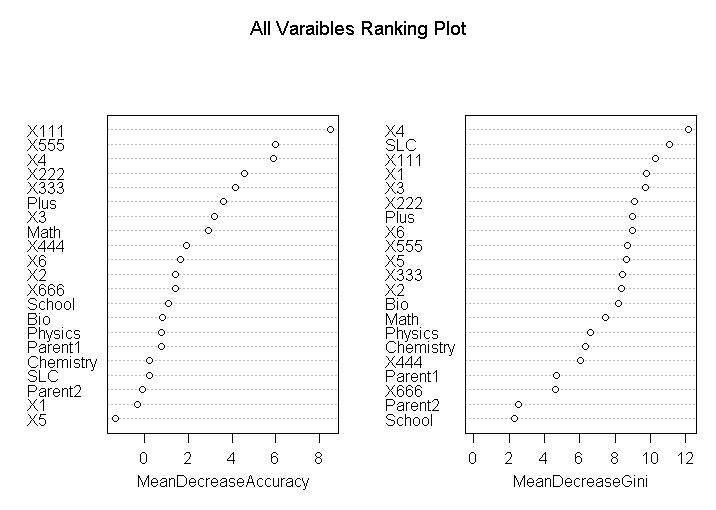 All Varaibles Ranking Plot
X111
X555
X4
X222
X333
Plus
X3
Math
X444
X6
X2
X666
School
Bio
Physics
Parent1
Chemistry
SLC
Parent2
X1
X5
0 2 4 6 8
MeanDecreaseAccuracy
X4
SLC
X111
X1
X3
X222
Plus
X6
X555
X5
X333
X2
Bio
Math
Physics
Chemistry
X444
Parent1
X666
Parent2
School
0 2 4 6 8 10 12
MeanDecreaseGini